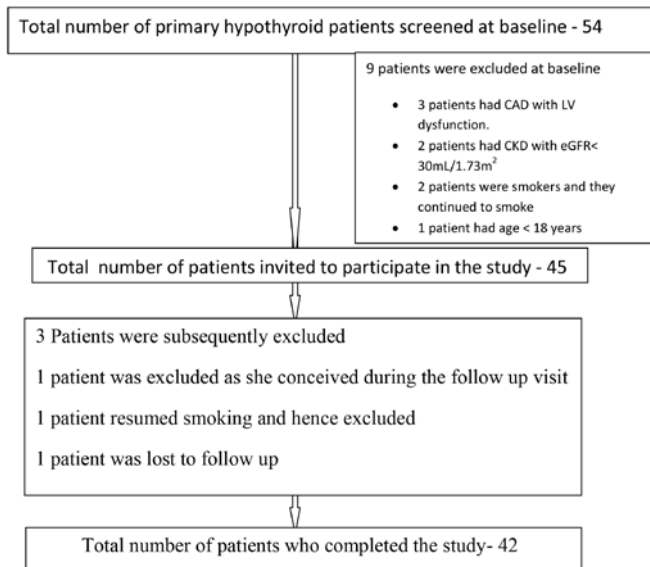 Total number of primary hypothyroid patients screened at baseline - 54
9 patients were excluded at baseline
• 3 patients had CAD with LV
dysfunction.
• 2 patients had CKD with eGFR<
30mL/1.73m²
• 2 patients were smokers and they
continued to smoke
• 1 patient had age < 18 years
Total number of patients invited to participate in the study - 45
3 Patients were subsequently excluded
1 patient was excluded as she conceived during the follow up visit
1 patient resumed smoking and hence excluded
1 patient was lost to follow up
Total number of patients who completed the study- 42